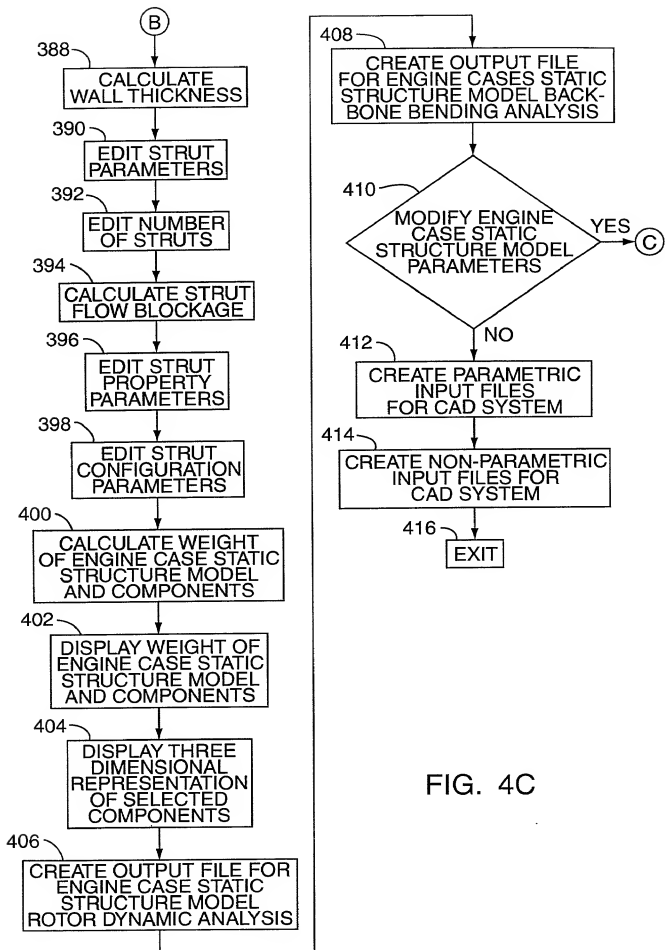 B
388
CALCULATE
WALL THICKNESS
390
EDIT STRUT
PARAMETERS
392
EDIT NUMBER
OF STRUTS
394
CALCULATE STRUT
FLOW BLOCKAGE
396
EDIT STRUT
PROPERTY
PARAMETERS
398
EDIT STRUT
CONFIGURATION
PARAMETERS
400
CALCULATE WEIGHT
OF ENGINE CASE STATIC
STRUCTURE MODEL
AND COMPONENTS
402
DISPLAY WEIGHT OF
ENGINE CASE STATIC
STRUCTURE MODEL
AND COMPONENTS
404
DISPLAY THREE
DIMENSIONAL
REPRESENTATION
OF SELECTED
COMPONENTS
406
CREATE OUTPUT FILE FOR
ENGINE CASE STATIC
STRUCTURE MODEL
ROTOR DYNAMIC ANALYSIS
408
CREATE OUTPUT FILE
FOR ENGINE CASES STATIC
STRUCTURE MODEL BACK-
BONE BENDING ANALYSIS
410
MODIFY ENGINE
CASE STATIC
STRUCTURE MODEL
PARAMETERS
YES
C
NO
412
CREATE PARAMETRIC
INPUT FILES
FOR CAD SYSTEM
414
CREATE NON-PARAMETRIC
INPUT FILES FOR
CAD SYSTEM
416
EXIT
FIG. 4C